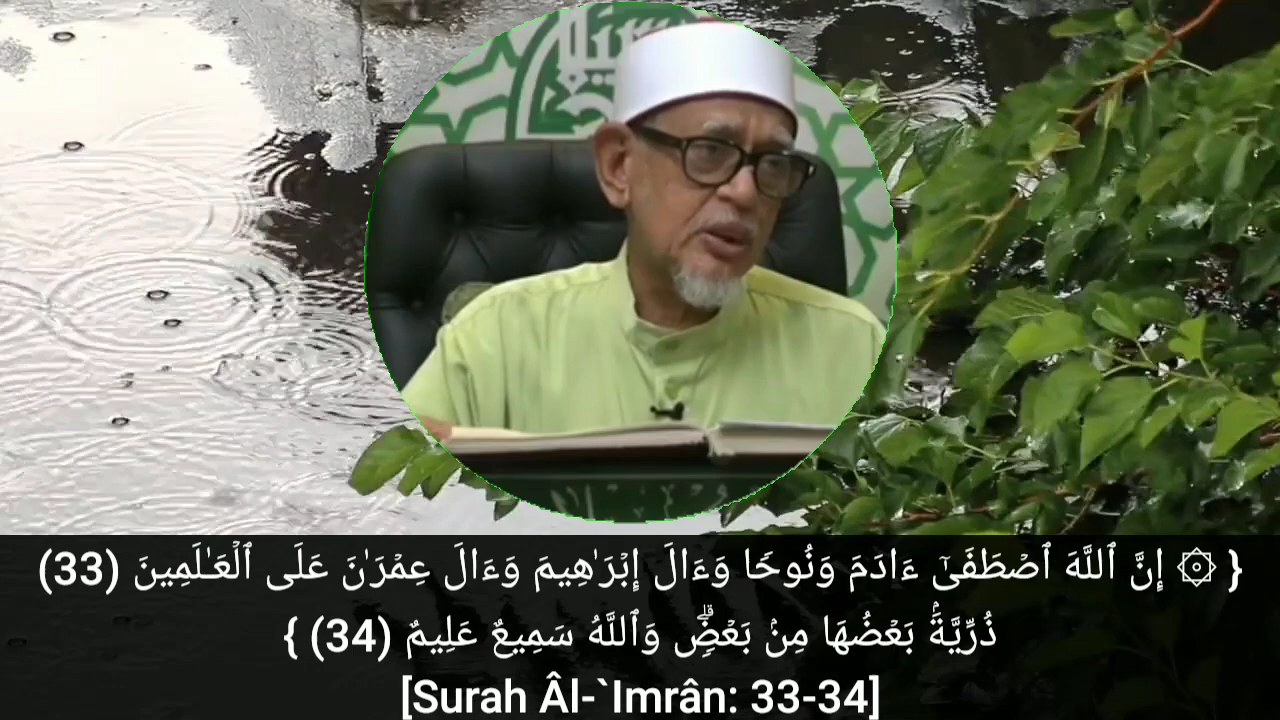 { ۞ إِنَّ ٱللَّهَ ٱصْطَفَىٰٓ ءَادَمَ وَنُوحًا وَءَالَ إِبْرَٰهِيمَ وَءَالَ عِمْرَٰنَ عَلَى ٱلْعَـٰلَمِينَ (33)
ذُرِّيَّةًۢ بَعْضُهَا مِنۢ بَعْضٍۢ ۗ وَٱللَّهُ سَمِيعٌ عَلِيمٌ (34) }
[Surah Âl-`Imrân: 33-34]